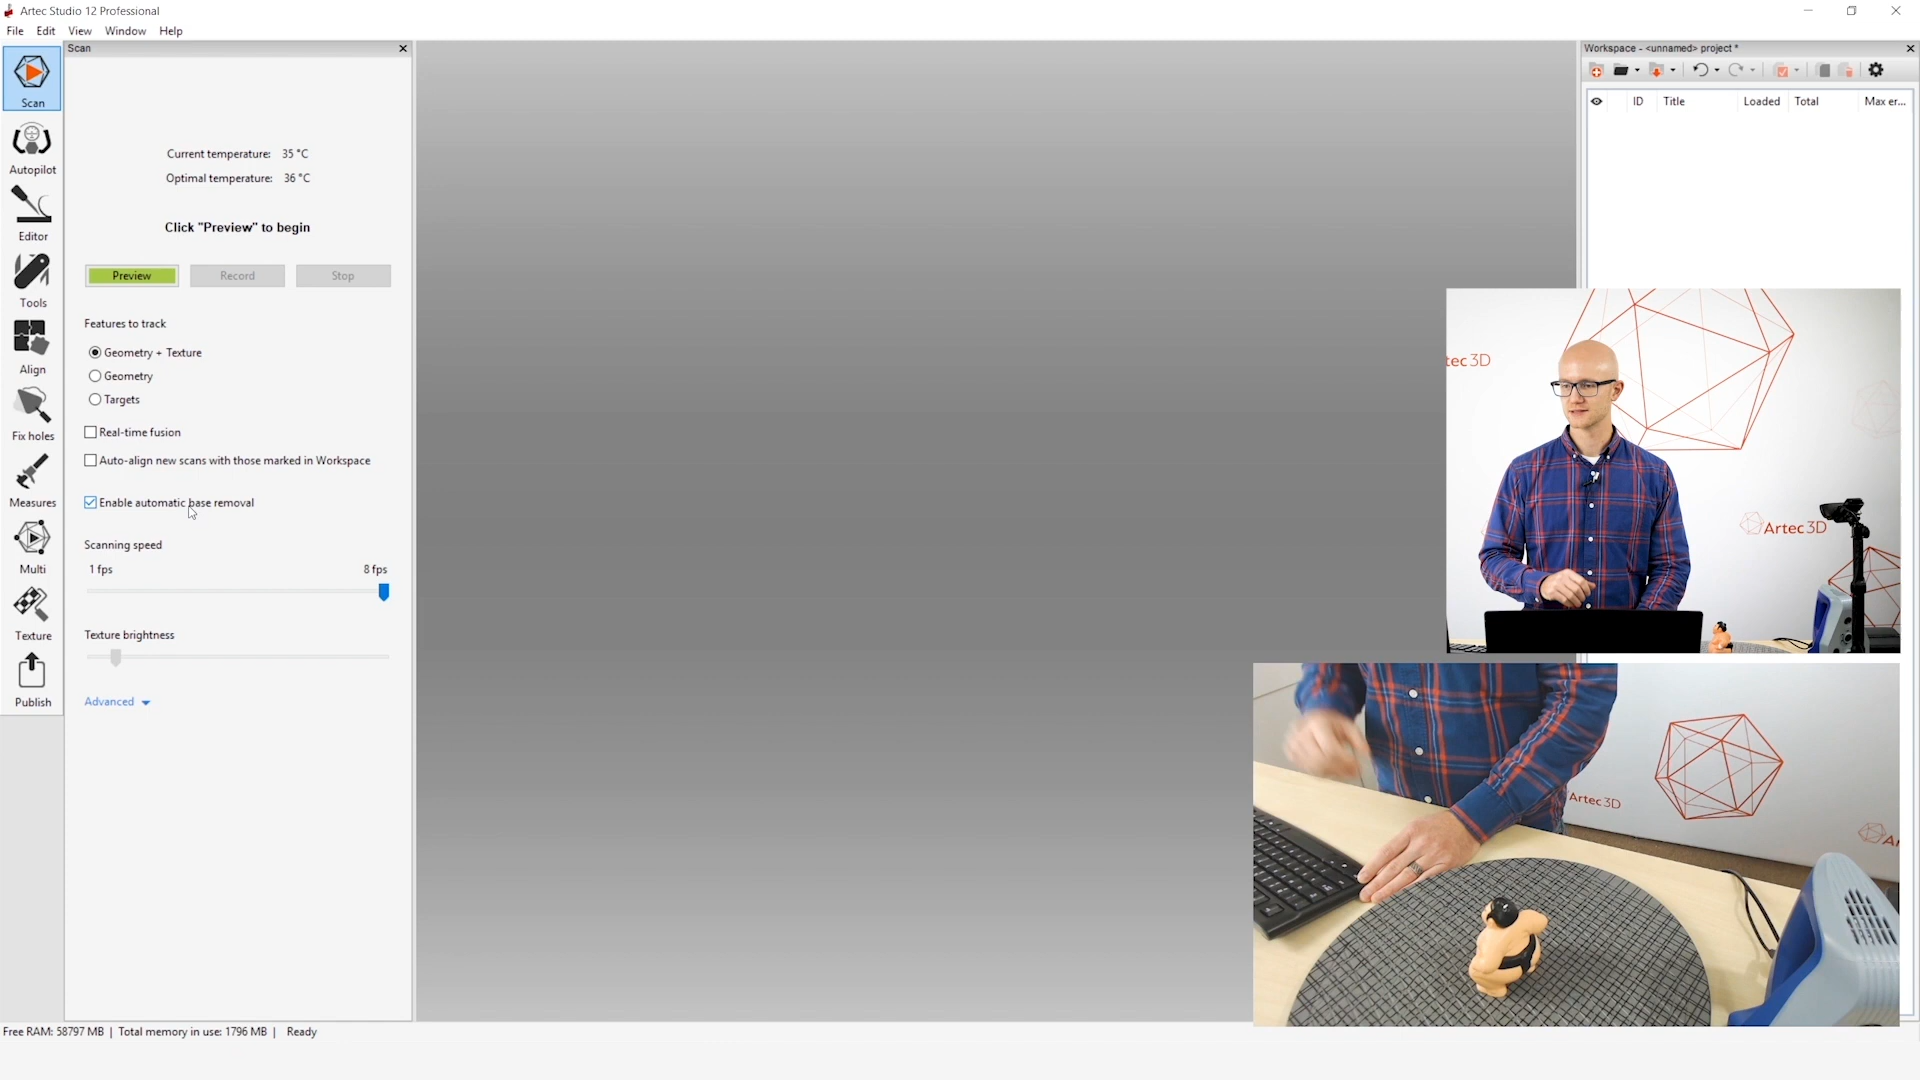 Artec Studio 12 Professional
File Edit View Window Help
Scan
Workspace - <unnamed> project *
Scan
Autopilot
Editor
Tools
Align
Fix holes
Measures
Multi
Texture
Publish
Current temperature: 35 °C
Optimal temperature: 36 °C
Click "Preview" to begin
Preview Record Stop
Features to track
Geometry + Texture
Geometry
Targets
Real-time fusion
Auto-align new scans with those marked in Workspace
Enable automatic base removal
Scanning speed
1 fps 8 fps
Texture brightness
Advanced
ID Title Loaded Total Max er...
tec 3D
Artec 3D
Artec 3D
Ar
Free RAM: 58797 MB | Total memory in use: 1796 MB | Ready